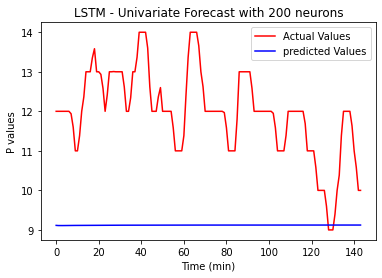 LSTM - Univariate Forecast with 200 neurons
Actual Values
predicted Values
P values
14
13
12
11
10
9
0
20
40
60
80
100
120
140
Time (min)